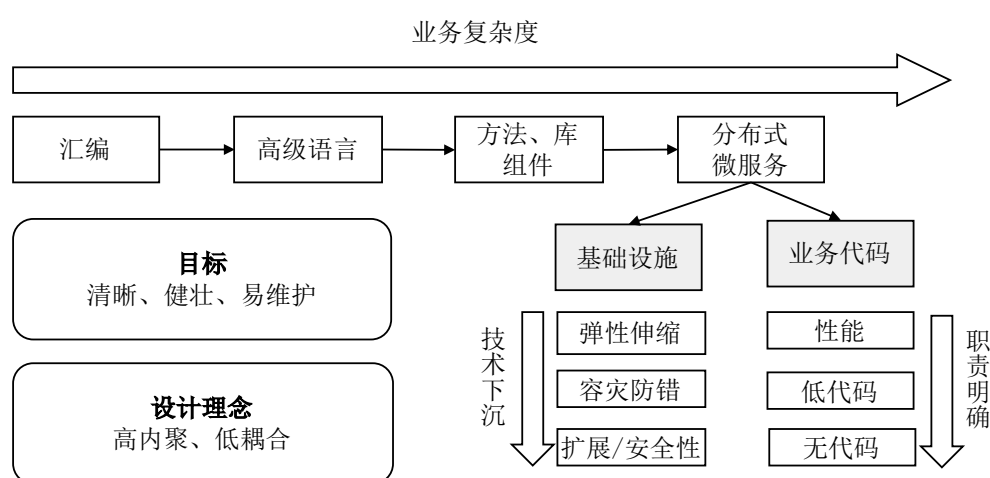 业务复杂度
汇编
高级语言
方法、库
组件
分布式
微服务
目标
清晰、健壮、易维护
设计理念
高内聚、低耦合
基础设施
业务代码
技术下沉
弹性伸缩
容灾防错
扩展/安全性
性能
低代码
无代码
职责明确